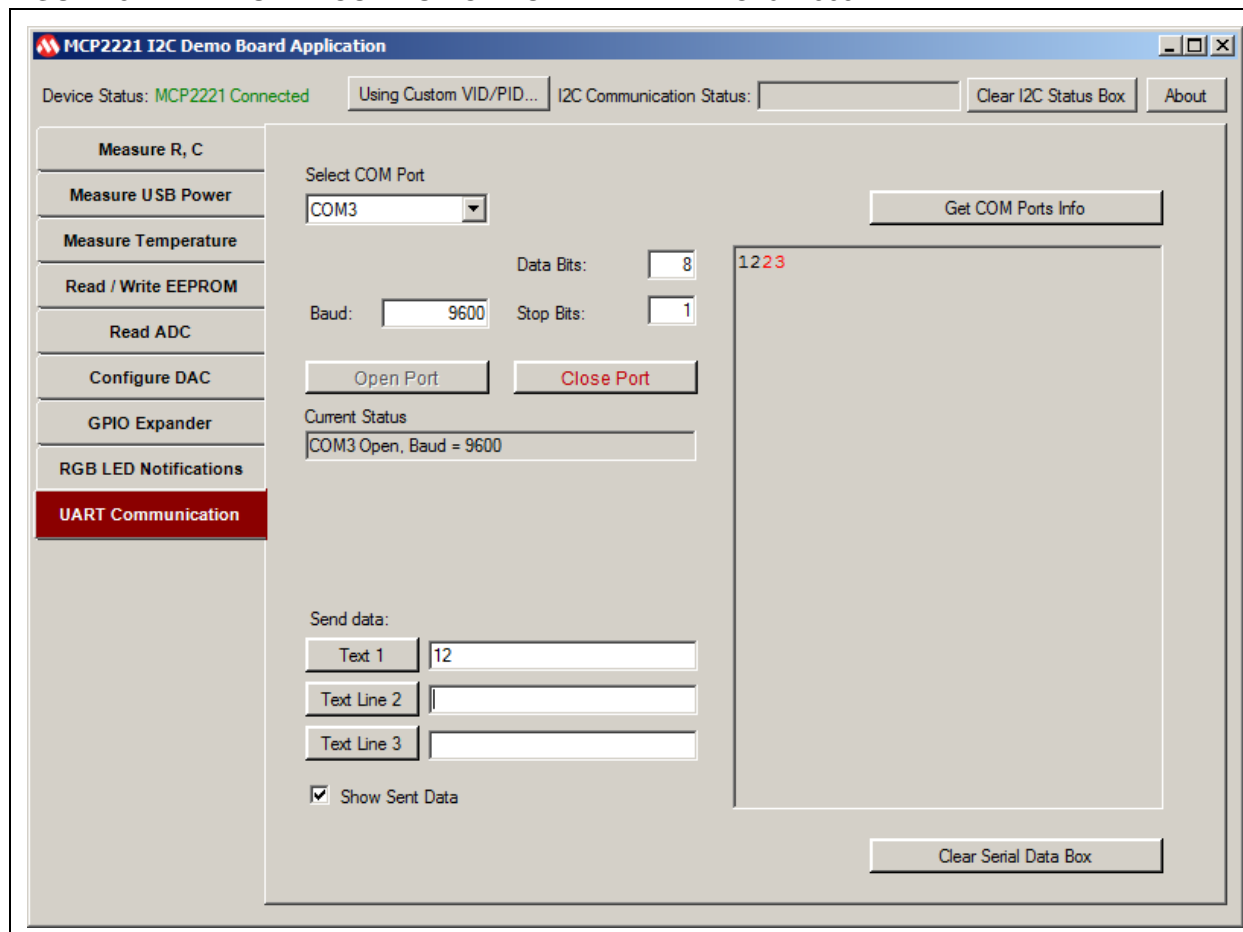 MCP2221 I2C Demo Board Application
Device Status: MCP2221 Connected
Using Custom VID/PID...
I2C Communication Status:
Clear I2C Status Box
About
Measure R, C
Measure USB Power
Measure Temperature
Read / Write EEPROM
Read ADC
Configure DAC
GPIO Expander
RGB LED Notifications
UART Communication
Select COM Port
COM3
Data Bits: 8
Baud: 9600
Stop Bits: 1
Open Port
Close Port
Current Status
COM3 Open, Baud = 9600
Send data:
Text 1
12
Text Line 2
Text Line 3
Show Sent Data
Get COM Ports Info
1223
Clear Serial Data Box